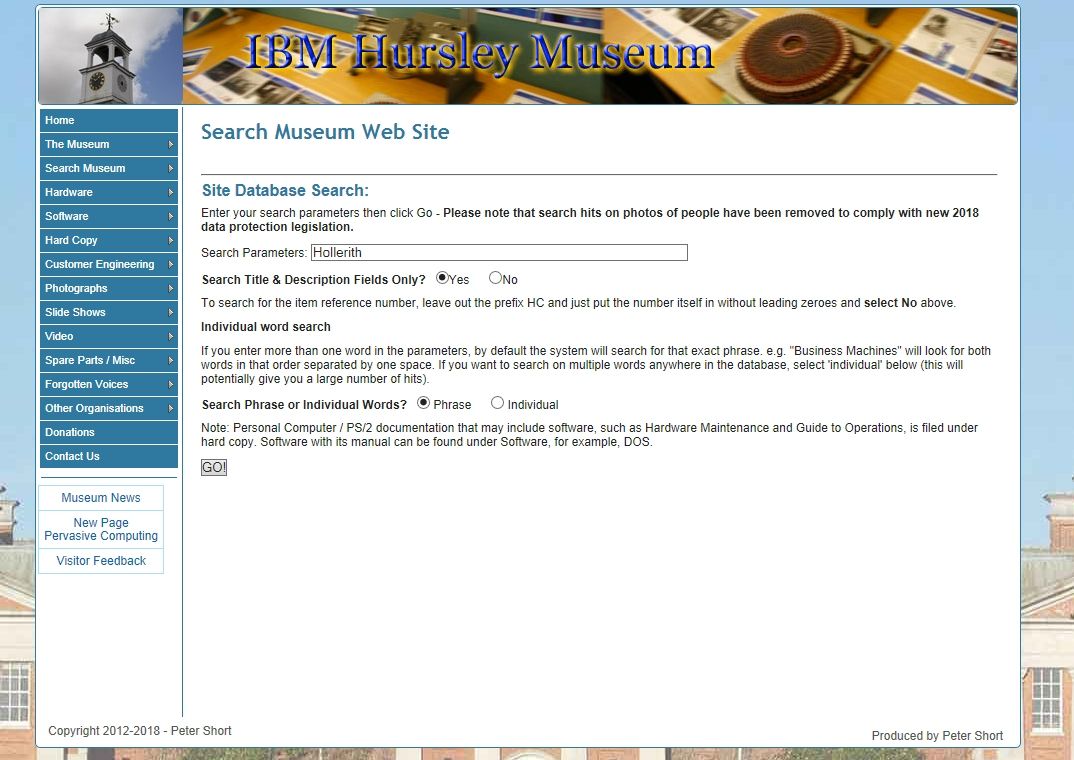 IBM Hursley Museum
Home
The Museum
Search Museum
Hardware
Software
Hard Copy
Customer Engineering
Photographs
Slide Shows
Video
Spare Parts / Misc
Forgotten Voices
Other Organisations
Donations
Contact Us
Museum News
New Page
Pervasive Computing
Visitor Feedback
Search Museum Web Site
Site Database Search:
Enter your search parameters then click Go - Please note that search hits on photos of people have been removed to comply with new 2018
data protection legislation.
Search Parameters: Hollerith
Search Title & Description Fields Only? Yes No
To search for the item reference number, leave out the prefix HC and just put the number itself in without leading zeroes and select No above.
Individual word search
If you enter more than one word in the parameters, by default the system will search for that exact phrase. e.g. "Business Machines" will look for both
words in that order separated by one space. If you want to search on multiple words anywhere in the database, select 'individual' below (this will
potentially give you a large number of hits).
Search Phrase or Individual Words? Phrase Individual
Note: Personal Computer / PS/2 documentation that may include software, such as Hardware Maintenance and Guide to Operations, is filed under
hard copy. Software with its manual can be found under Software, for example, DOS.
GO!
Copyright 2012-2018 - Peter Short
Produced by Peter Short